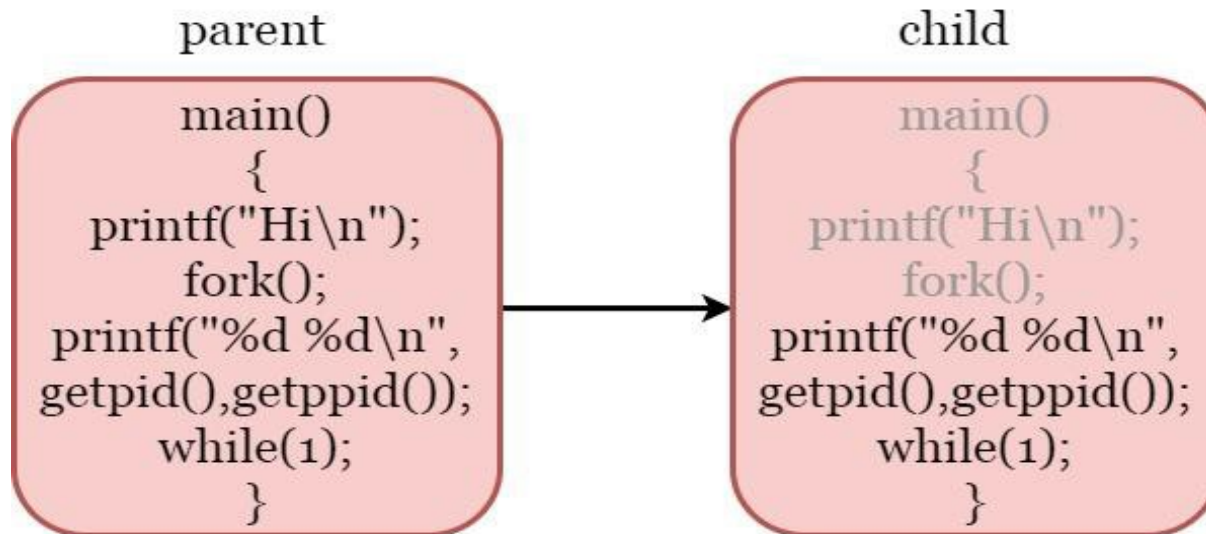 parent
main()
{
printf("Hi\n");
fork();
printf("%d %d\n",
getpid(),getppid());
while(1);
}
child
main()
{
printf("Hi\n");
fork();
printf("%d %d\n",
getpid(),getppid());
while(1);
}